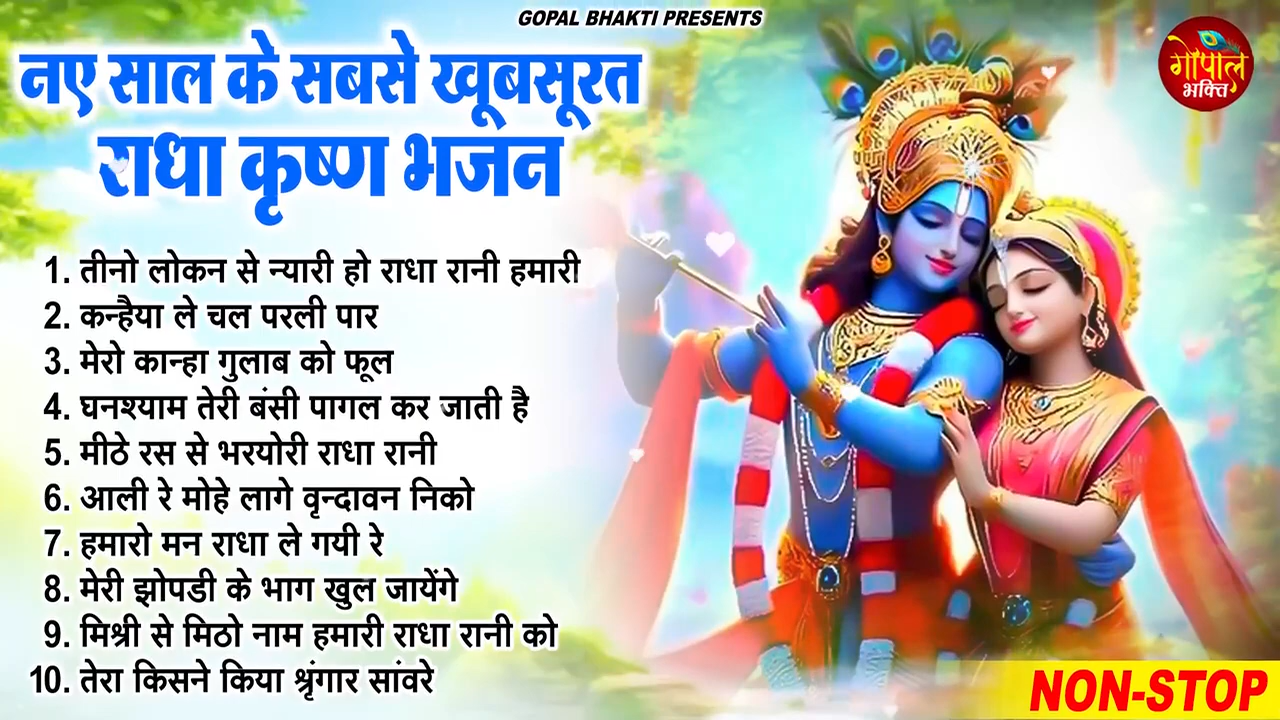 GOPAL BHAKTI PRESENTS
नए साल के सबसे खूबसूरत
राधा कृष्ण भजन
गोपाल
भक्ति
1. तीनो लोकन से न्यारी हो राधा रानी हमारी
2. कन्हैया ले चल परली पार
3. मेरो कान्हा गुलाब को फूल
4. घनश्याम तेरी बंसी पागल कर जाती है
5. मीठे रस से भरयोरी राधा रानी
6. आली रे मोहे लागे वृन्दावन निको
7. हमारो मन राधा ले गयी रे
8. मेरी झोपडी के भाग खुल जायेंगे
9. मिश्री से मिठो नाम हमारी राधा रानी को
10. तेरा किसने किया श्रृंगार सांवरे
NON-STOP